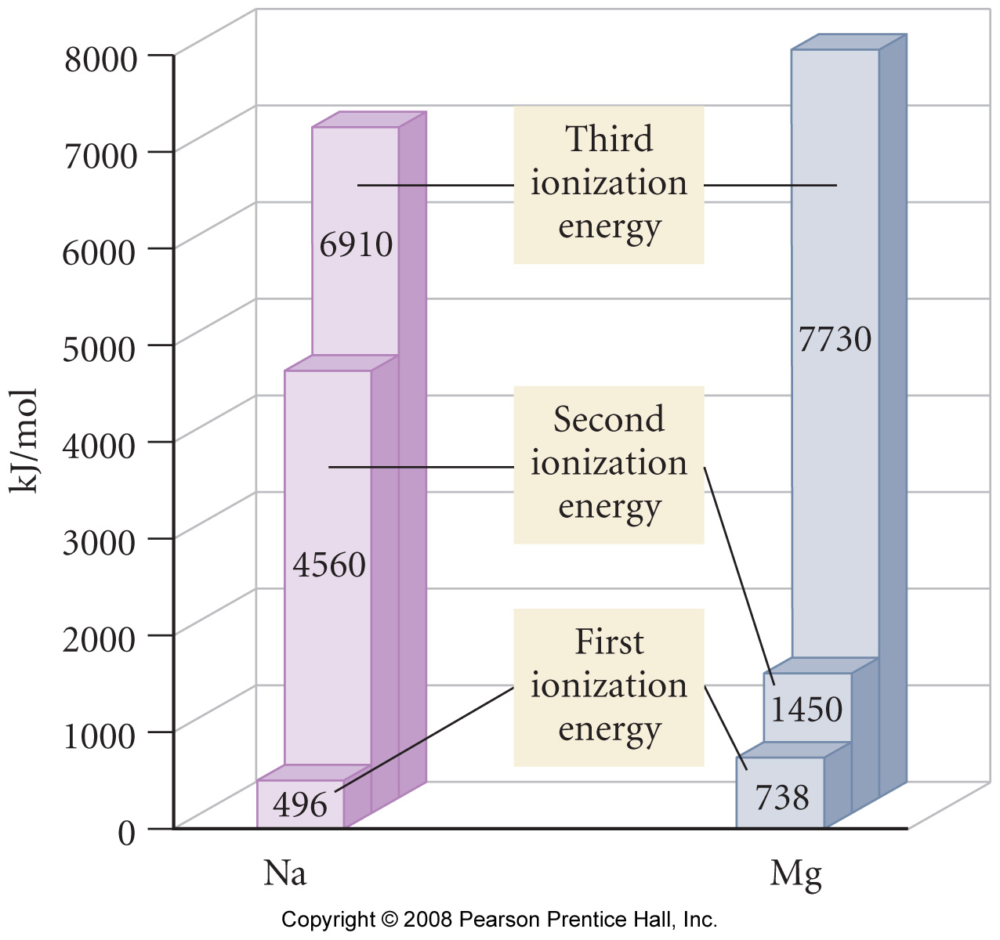 8000
7000
6000
5000
4000
3000
2000
1000
0
kJ/mol
Third
ionization
energy
6910
7730
Second
ionization
energy
4560
1450
First
ionization
energy
496
738
Na
Mg
Copyright © 2008 Pearson Prentice Hall, Inc.